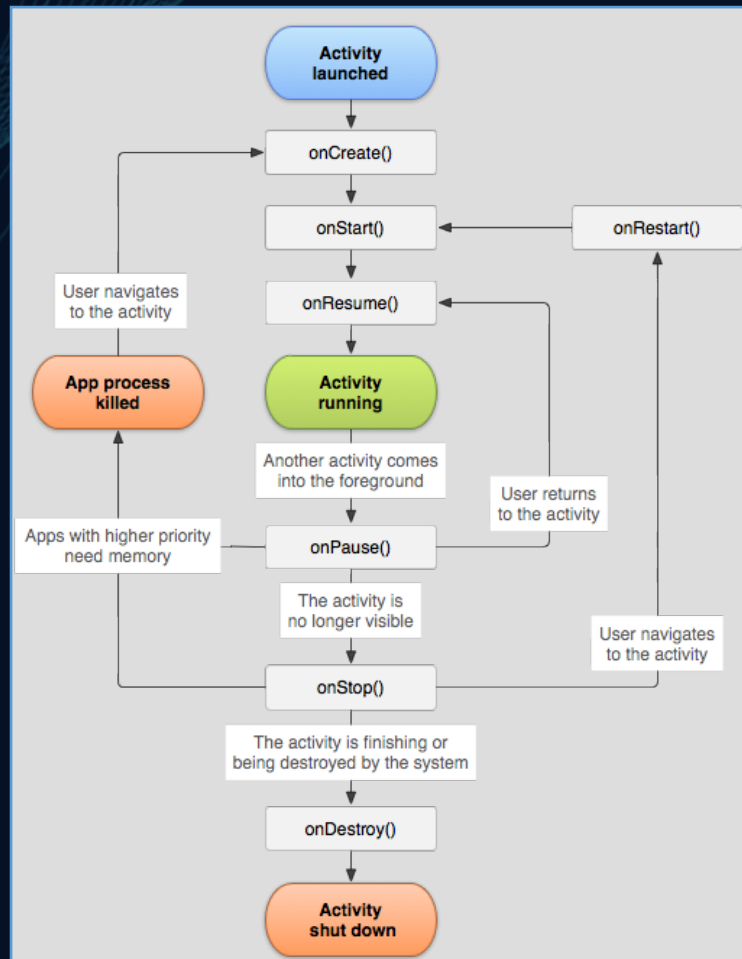 Activity
launched
onCreate()
onStart()
onRestart()
User navigates
to the activity
onResume()
App process
killed
Activity
running
Another activity comes
into the foreground
User returns
to the activity
Apps with higher priority
need memory
onPause()
The activity is
no longer visible
User navigates
to the activity
onStop()
The activity is finishing or
being destroyed by the system
onDestroy()
Activity
shut down